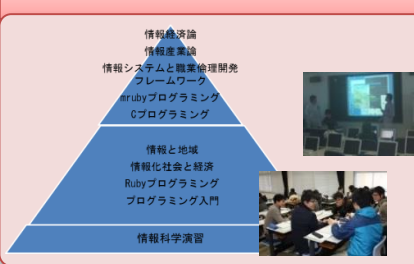 情報経済論
情報産業論
情報システムと職業倫理開発
フレームワーク
mrubyプログラミング
Cプログラミング
情報と地域
情報化社会と経済
Rubyプログラミング
プログラミング入門
情報科学演習